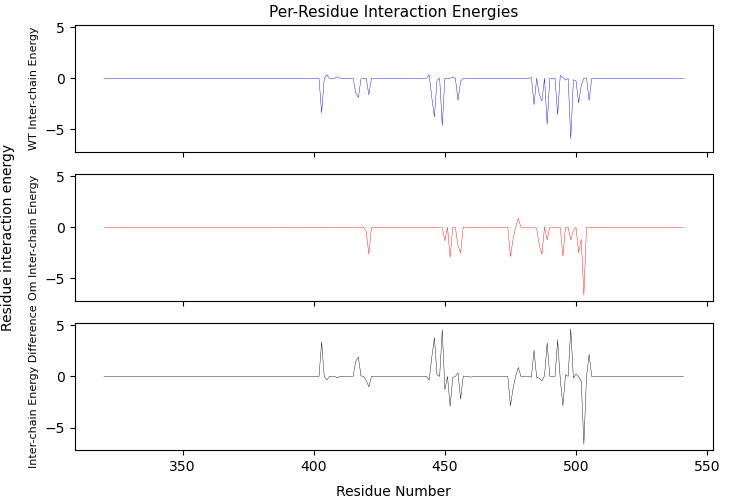 Per-Residue Interaction Energies
Residue interaction energy
WT Inter-chain Energy
5
0
−5
Om Inter-chain Energy
5
0
−5
Inter-chain Energy Difference
5
0
−5
350
400
450
500
550
Residue Number